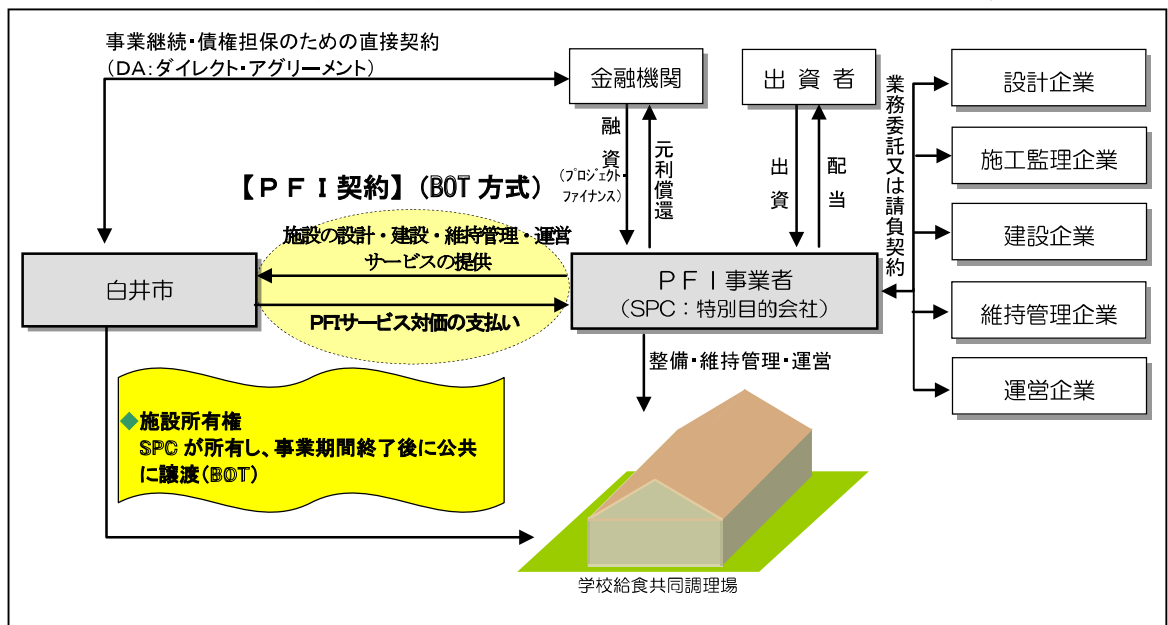 事業継続・債権担保のための直接契約
(DA:ダイレクト・アグリーメント)
金融機関
出 資 者
設計企業
施工監理企業
建設企業
維持管理企業
運営企業
業務委託又は請負契約
融資
(プロジェクト・
ファイナンス)
元利償還
出資
配当
【PFI契約】(BOT方式)
施設の設計・建設・維持管理・運営
サービスの提供
PFIサービス対価の支払い
白井市
PFI事業者
(SPC:特別目的会社)
整備・維持管理・運営
◆施設所有権
SPCが所有し、事業期間終了後に公共
に譲渡(BOT)
学校給食共同調理場